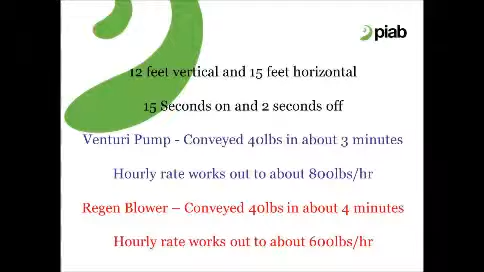 piab
12 feet vertical and 15 feet horizontal
15 Seconds on and 2 seconds off
Venturi Pump - Conveyed 40lbs in about 3 minutes
Hourly rate works out to about 800lbs/hr
Regen Blower – Conveyed 40lbs in about 4 minutes
Hourly rate works out to about 600lbs/hr